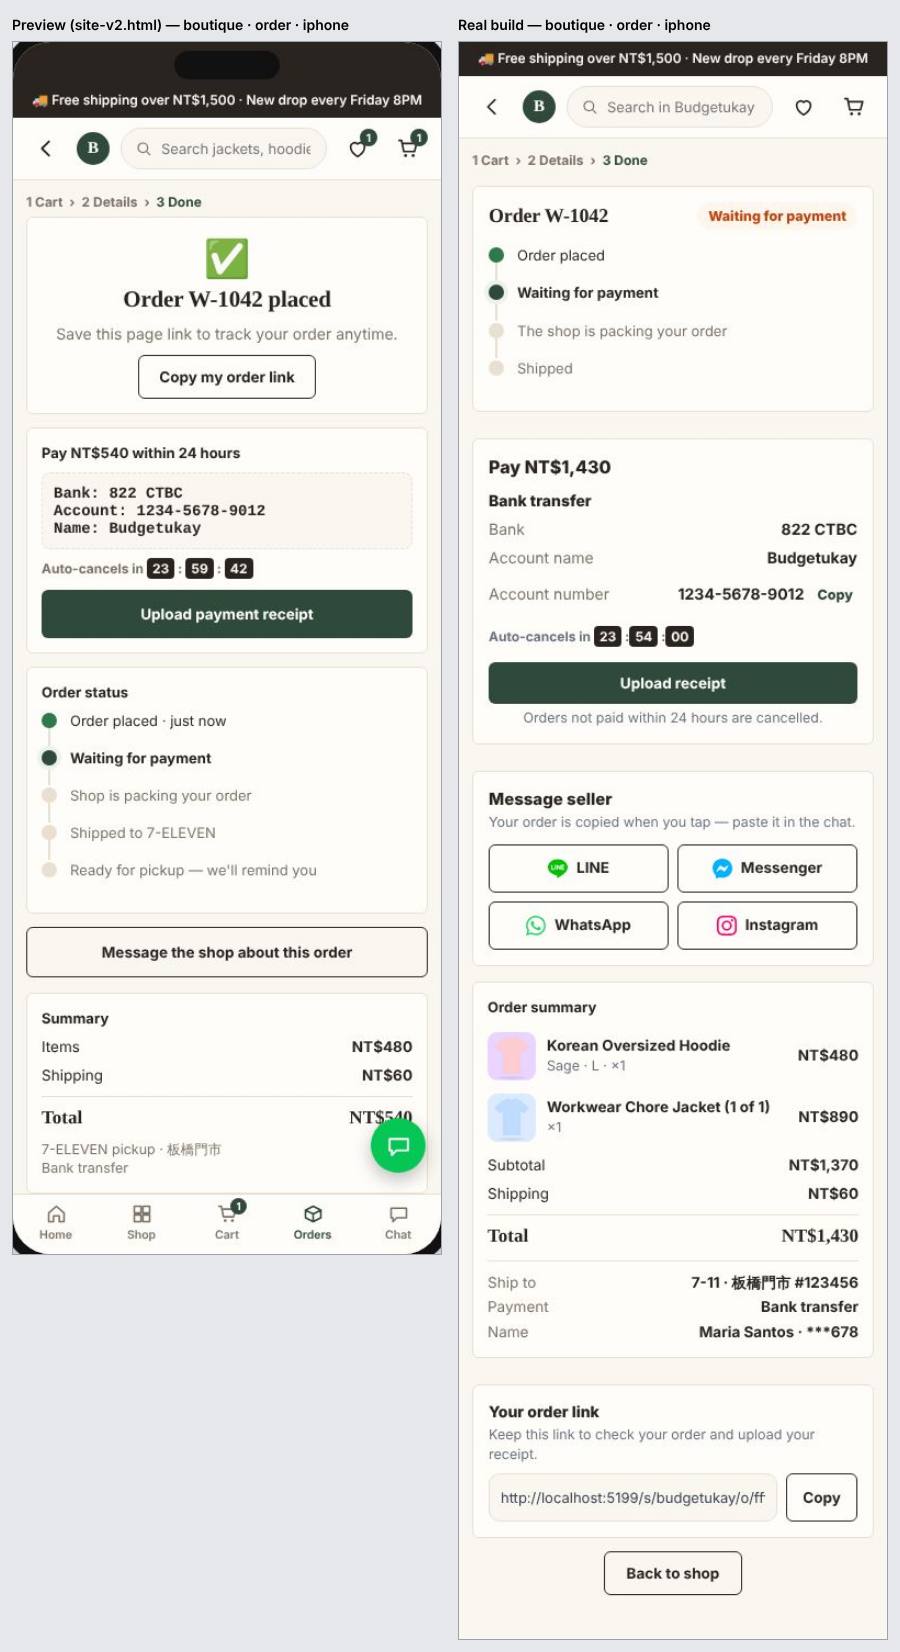 Preview (site-v2.html) — boutique · order · iphone
🚚 Free shipping over NT$1,500 · New drop every Friday 8PM
B
Search jackets, hoodie
1
1
1 Cart › 2 Details › 3 Done
✅
Order W-1042 placed
Save this page link to track your order anytime.
Copy my order link
Pay NT$540 within 24 hours
Bank: 822 CTBC
Account: 1234-5678-9012
Name: Budgetukay
Auto-cancels in 23 : 59 : 42
Upload payment receipt
Order status
Order placed · just now
Waiting for payment
Shop is packing your order
Shipped to 7-ELEVEN
Ready for pickup — we'll remind you
Message the shop about this order
Summary
Items NT$480
Shipping NT$60
Total NT$540
7-ELEVEN pickup · 板橋門市
Bank transfer
1
Home Shop Cart Orders Chat
Real build — boutique · order · iphone
🚚 Free shipping over NT$1,500 · New drop every Friday 8PM
B
Search in Budgetukay
1 Cart › 2 Details › 3 Done
Order W-1042 Waiting for payment
Order placed
Waiting for payment
The shop is packing your order
Shipped
Pay NT$1,430
Bank transfer
Bank 822 CTBC
Account name Budgetukay
Account number 1234-5678-9012 Copy
Auto-cancels in 23 : 54 : 00
Upload receipt
Orders not paid within 24 hours are cancelled.
Message seller
Your order is copied when you tap — paste it in the chat.
LINE LINE Messenger
WhatsApp Instagram
Order summary
Korean Oversized Hoodie NT$480
Sage · L · ×1
Workwear Chore Jacket (1 of 1) NT$890
×1
Subtotal NT$1,370
Shipping NT$60
Total NT$1,430
Ship to 7-11 · 板橋門市 #123456
Payment Bank transfer
Name Maria Santos · ***678
Your order link
Keep this link to check your order and upload your
receipt.
http://localhost:5199/s/budgetukay/o/ff Copy
Back to shop